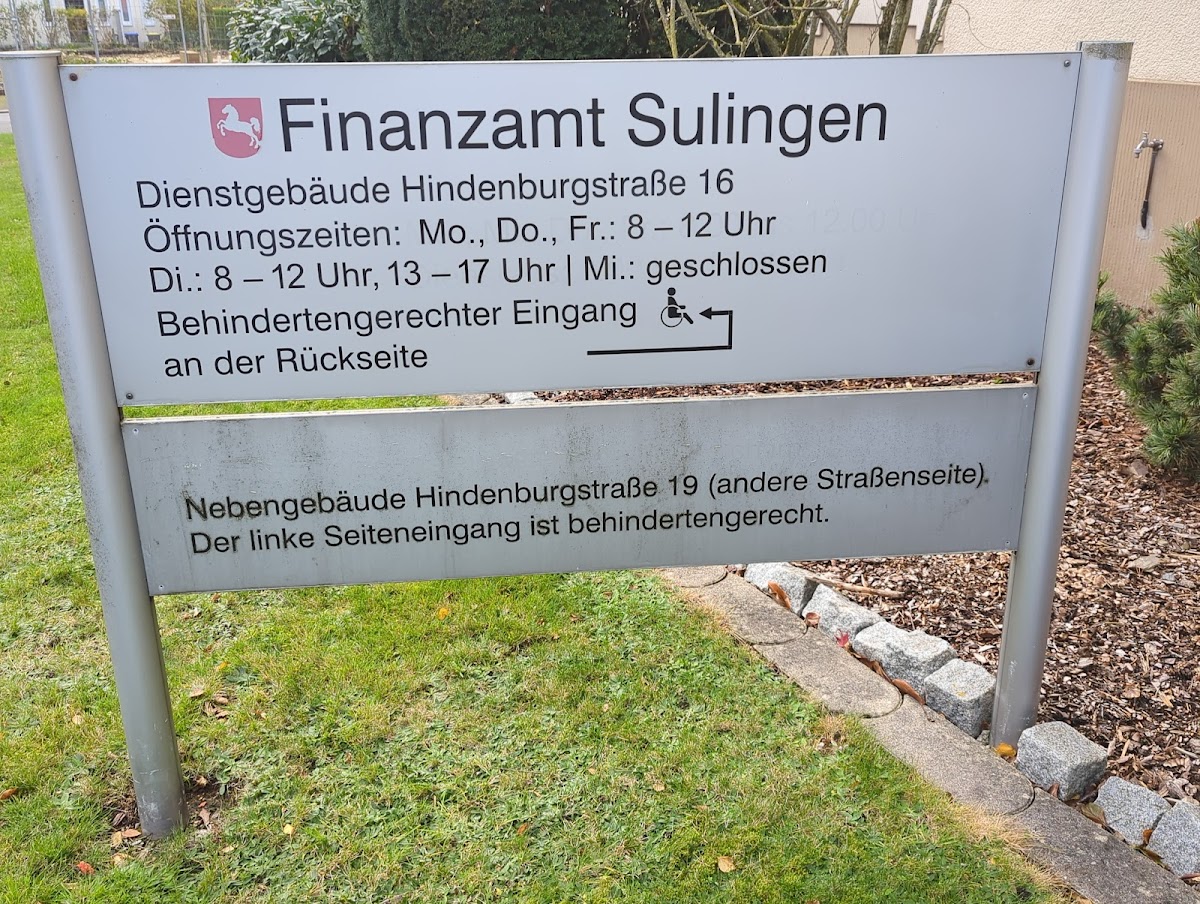 Finanzamt Sulingen
Dienstgebäude Hindenburgstraße 16
Öffnungszeiten: Mo., Do., Fr.: 8 – 12 Uhr
Di.: 8 – 12 Uhr, 13 – 17 Uhr | Mi.: geschlossen
Behindertengerechter Eingang
an der Rückseite
Nebengebäude Hindenburgstraße 19 (andere Straßenseite).
Der linke Seiteneingang ist behindertengerecht.